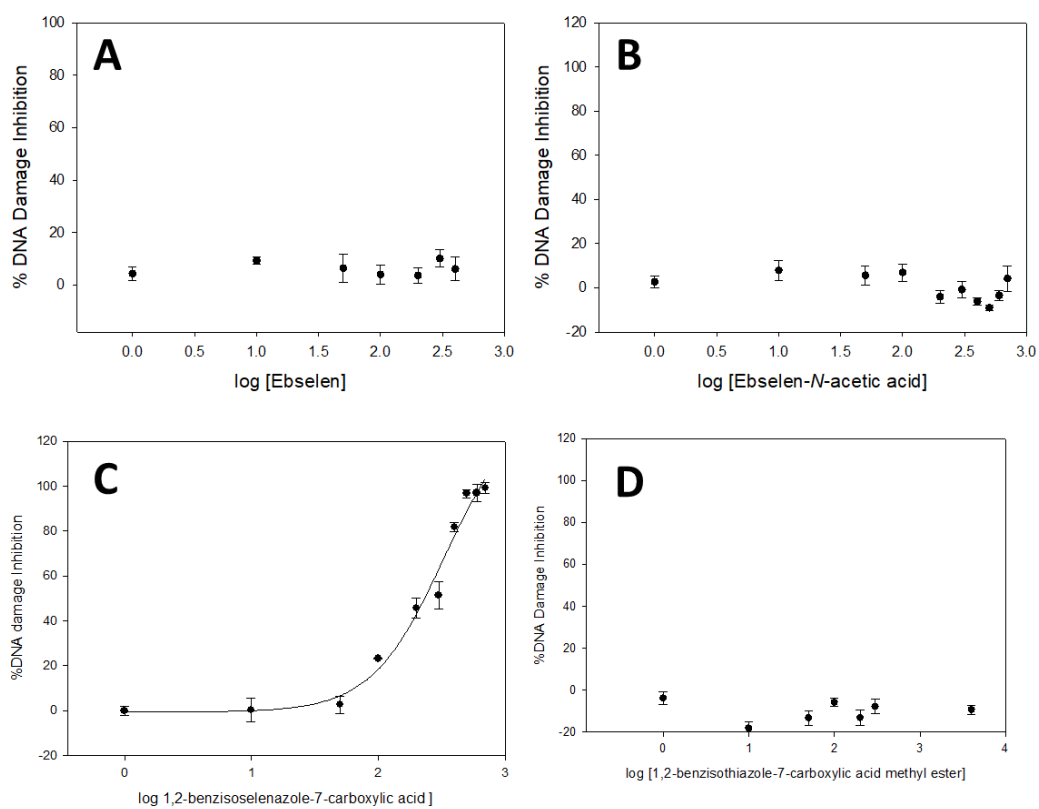 A
% DNA Damage Inhibition
100
80
60
40
20
0
0.0 0.5 1.0 1.5 2.0 2.5 3.0
log [Ebselen]
B
% DNA Damage Inhibition
120
100
80
60
40
20
0
-20
0.0 0.5 1.0 1.5 2.0 2.5 3.0
log [Ebselen-N-acetic acid]
C
%DNA damage Inhibition
120
100
80
60
40
20
0
-20
0 1 2 3
log 1,2-benzisoselenazole-7-carboxylic acid ]
D
%DNA Damage Inhibition
120
100
80
60
40
20
0
-20
0 1 2 3 4
log [1,2-benzisothiazole-7-carboxylic acid methyl ester]